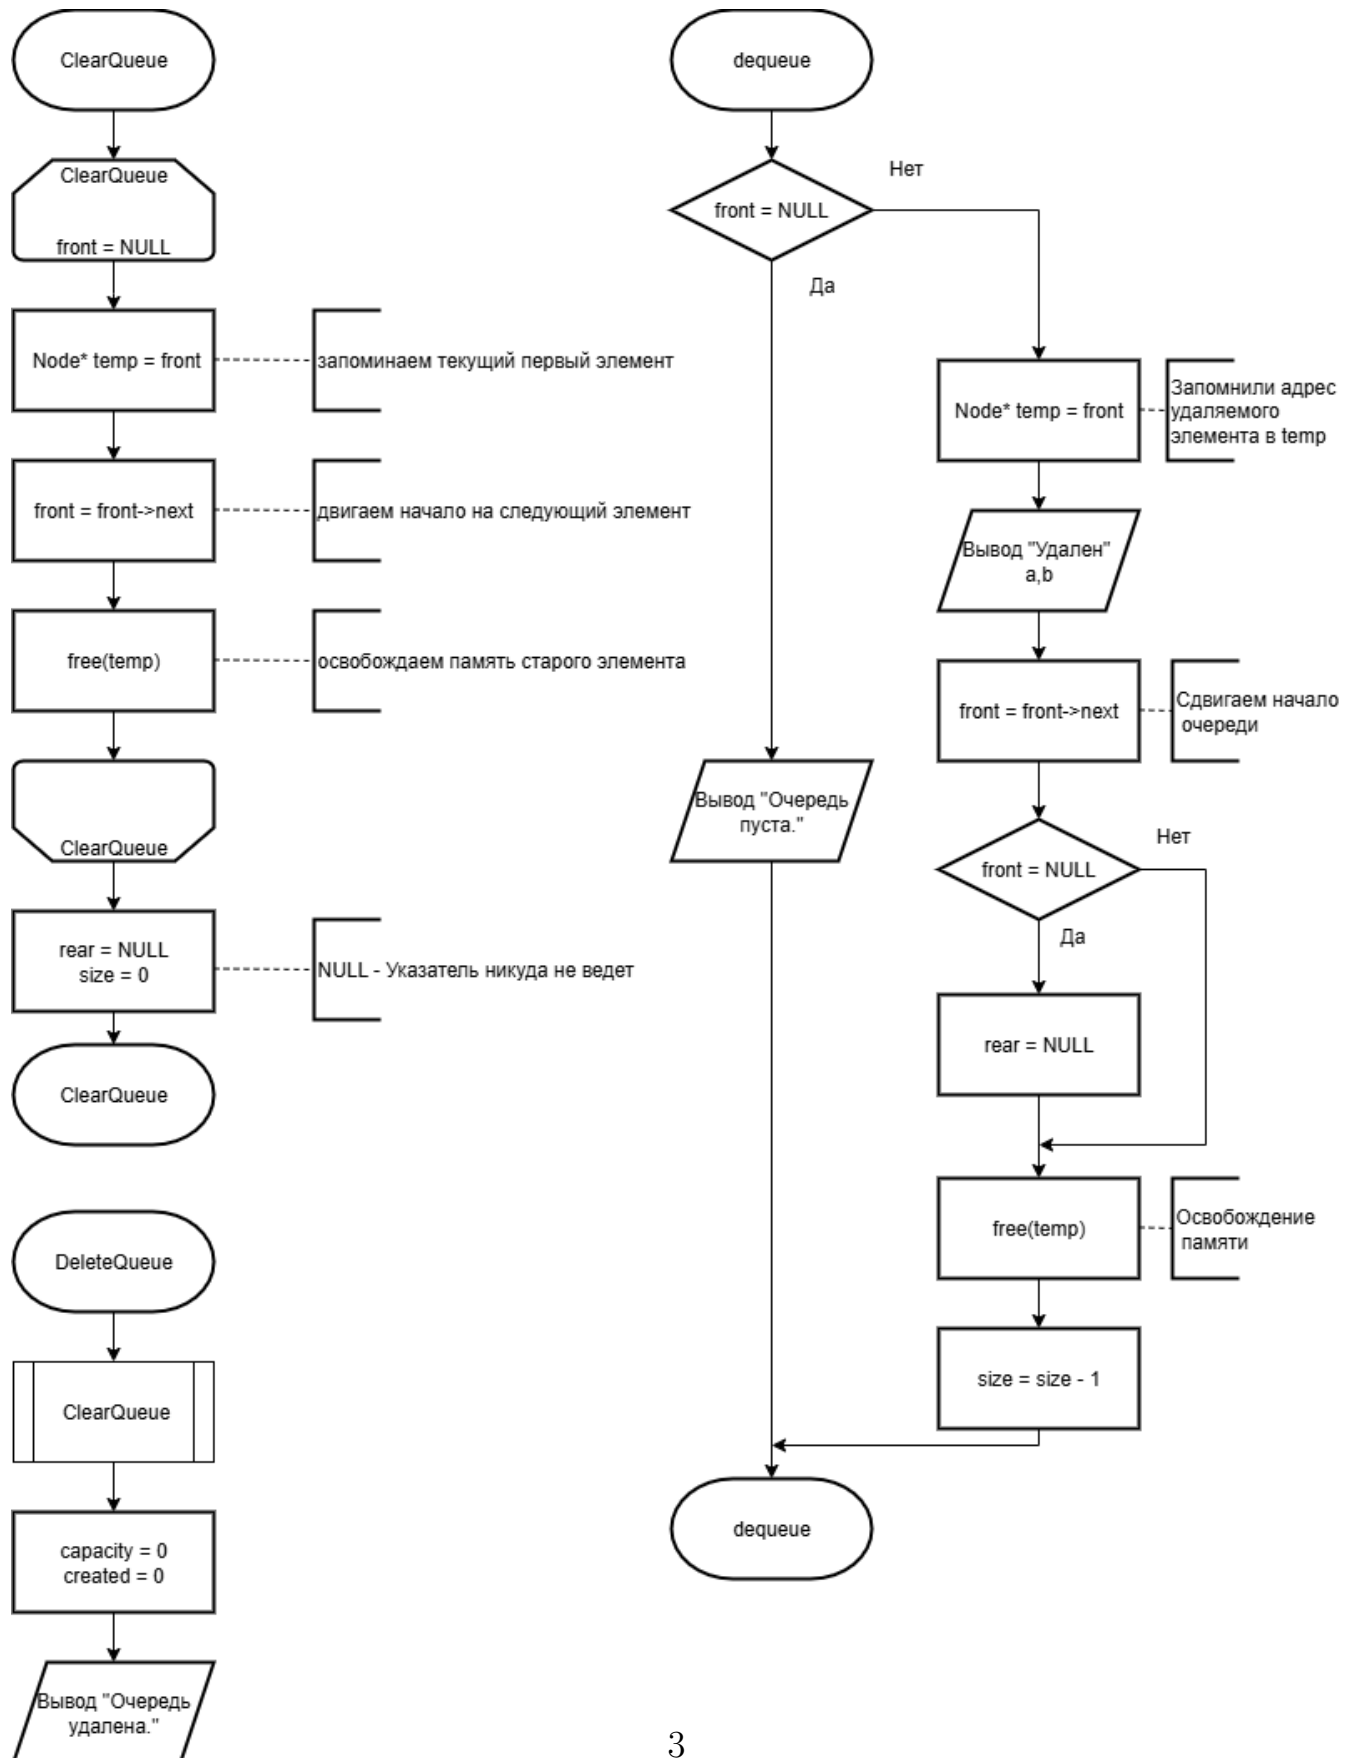 ClearQueue
ClearQueue
front = NULL
Node* temp = front
запоминаем текущий первый элемент
front = front->next
двигаем начало на следующий элемент
free(temp)
освобождаем память старого элемента
ClearQueue
rear = NULL
size = 0
NULL - Указатель никуда не ведет
ClearQueue
DeleteQueue
ClearQueue
capacity = 0
created = 0
Вывод "Очередь
удалена."
dequeue
front = NULL
Нет
Да
Node* temp = front
Запомнили адрес
удаляемого
элемента в temp
Вывод "Удален"
a,b
front = front->next
Сдвигаем начало
очереди
Вывод "Очередь
пуста."
front = NULL
Нет
Да
rear = NULL
free(temp)
Освобождение
памяти
size = size - 1
dequeue
3